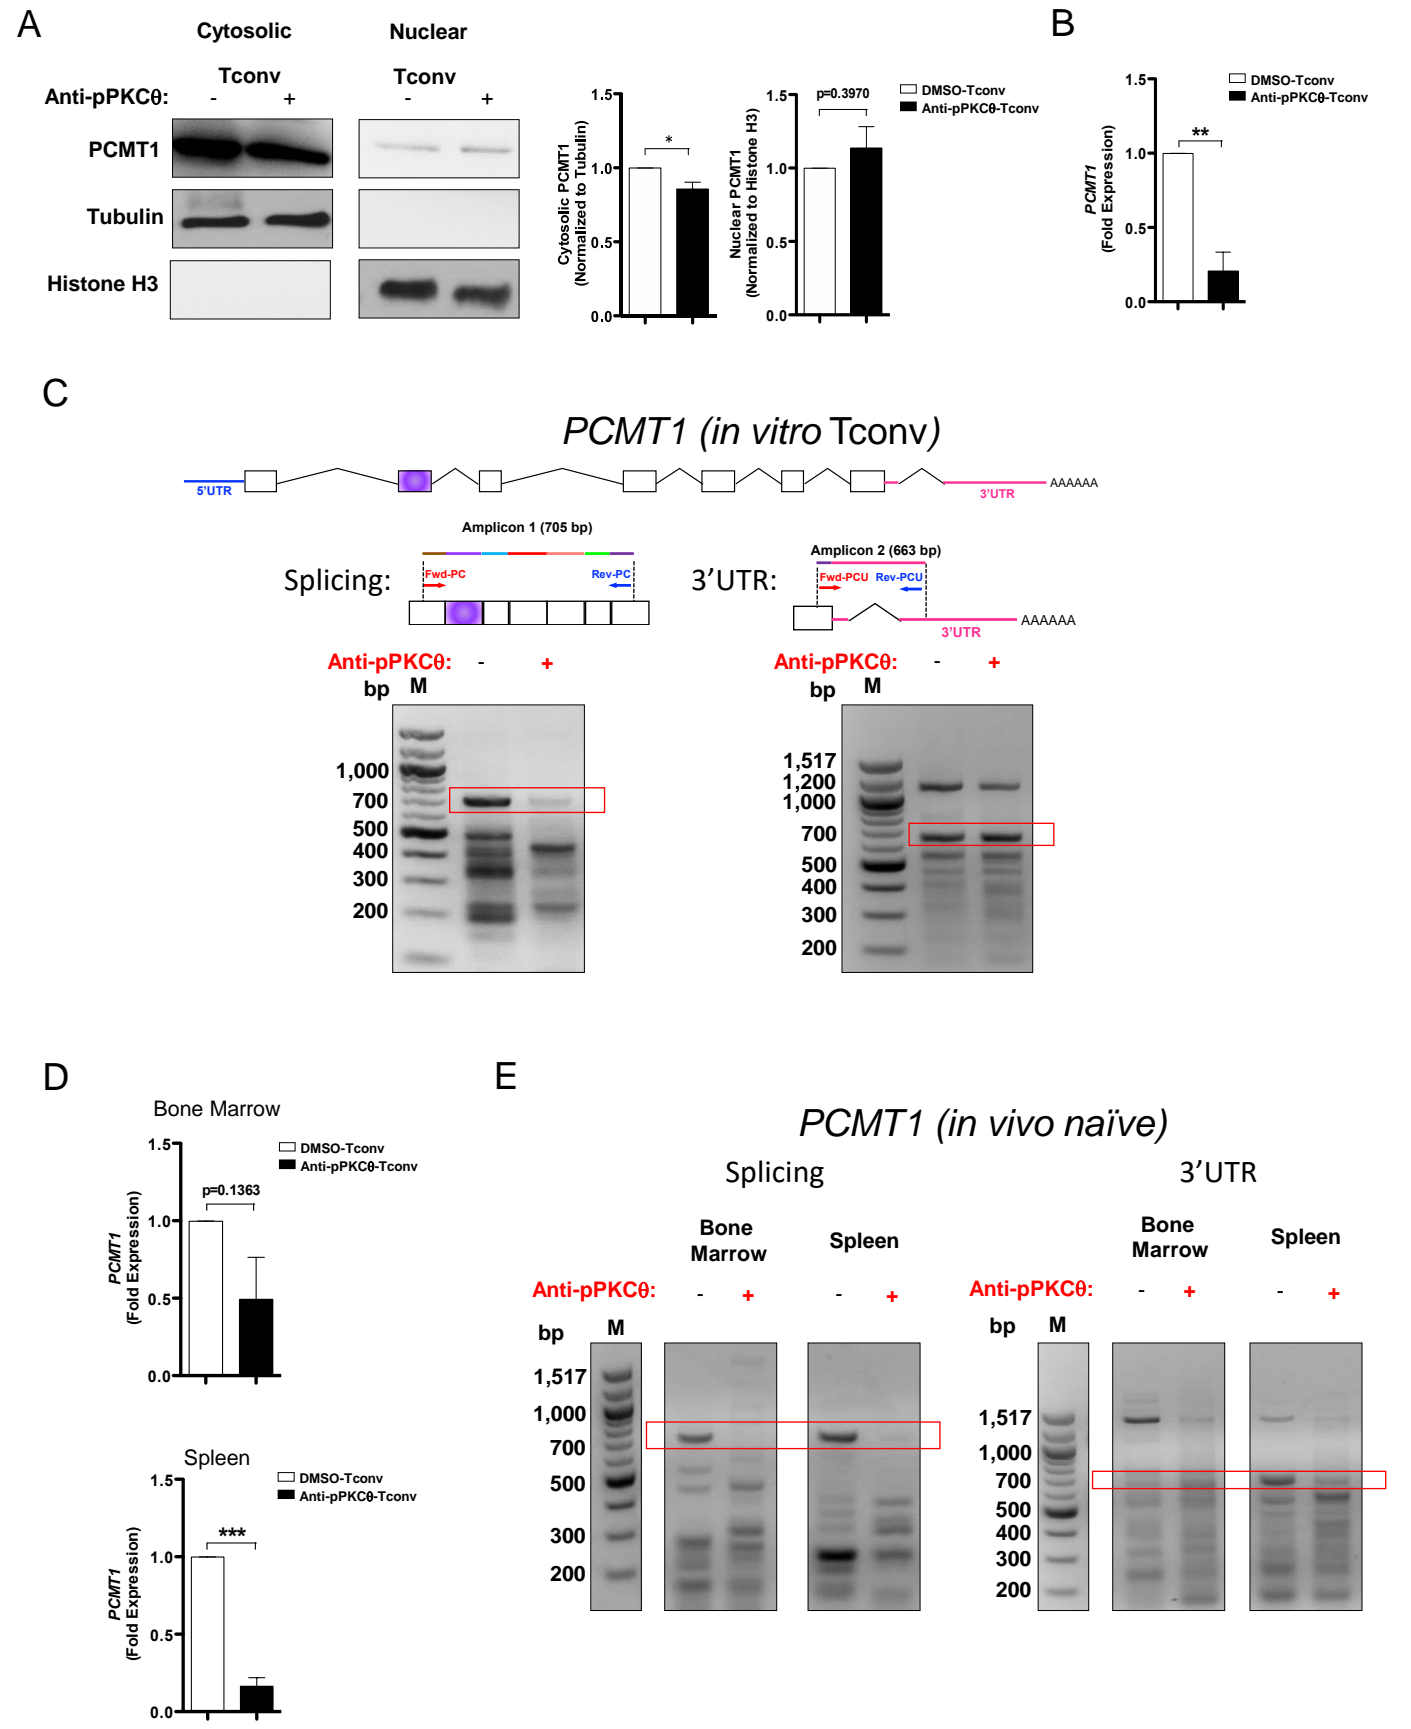 A
Cytosolic
Nuclear
Tconv
Tconv
Anti-pPKCθ:
-
+
-
+
PCMT1
Tubulin
Histone H3
Cytosolic PCMT1
(Normalized to Tubulin)
1.5
1.0
0.5
0.0
*
Nuclear PCMT1
(Normalized to Histone H3)
1.5
1.0
0.5
0.0
p=0.3970
DMSO-Tconv
Anti-pPKCθ-Tconv
B
PCMT1
(Fold Expression)
1.5
1.0
0.5
0.0
**
DMSO-Tconv
Anti-pPKCθ-Tconv
C
PCMT1 (in vitro Tconv)
5'UTR
3'UTR
AAAAAA
Amplicon 1 (705 bp)
Splicing:
Fwd-PC
Rev-PC
Amplicon 2 (663 bp)
3'UTR:
Fwd-PCU
Rev-PCU
3'UTR
AAAAAA
Anti-pPKCθ:
-
+
bp
M
1,000
700
500
400
300
200
Anti-pPKCθ:
-
+
bp
M
1,517
1,200
1,000
700
500
400
300
200
D
Bone Marrow
PCMT1
(Fold Expression)
1.5
1.0
0.5
0.0
p=0.1363
DMSO-Tconv
Anti-pPKCθ-Tconv
Spleen
PCMT1
(Fold Expression)
1.5
1.0
0.5
0.0
***
DMSO-Tconv
Anti-pPKCθ-Tconv
E
PCMT1 (in vivo naïve)
Splicing
3'UTR
Bone
Marrow
Spleen
Anti-pPKCθ:
-
+
-
+
bp
M
1,517
1,000
700
500
300
200
Bone
Marrow
Spleen
Anti-pPKCθ:
-
+
-
+
bp
M
1,517
1,000
700
500
400
300
200